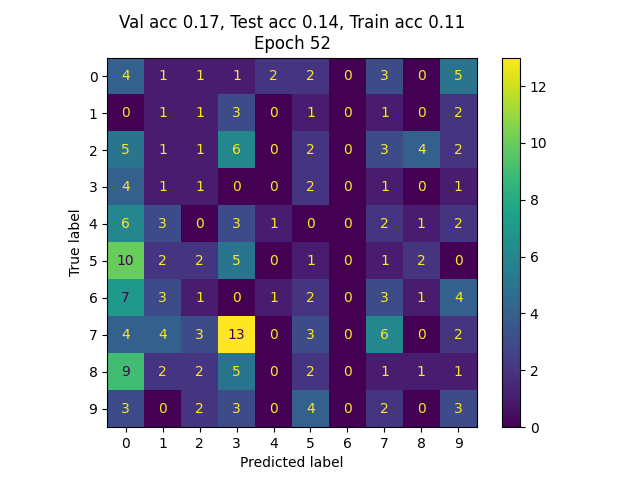 Val acc 0.17, Test acc 0.14, Train acc 0.11
Epoch 52
0 4 1 1 1 2 2 0 3 0 5
1 0 1 1 3 0 1 0 1 0 2
2 5 1 1 6 0 2 0 3 4 2
3 4 1 1 0 0 2 0 1 0 1
4 6 3 0 3 1 0 0 2 1 2
5 10 2 2 5 0 1 0 1 2 0
6 7 3 1 0 1 2 0 3 1 4
7 4 4 3 13 0 3 0 6 0 2
8 9 2 2 5 0 2 0 1 1 1
9 3 0 2 3 0 4 0 2 0 3
0 1 2 3 4 5 6 7 8 9
Predicted label
True label
12
10
8
6
4
2
0